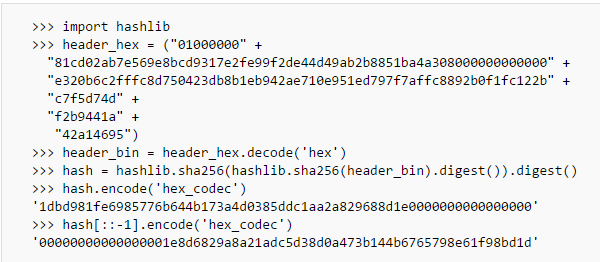 >>> import hashlib
>>> header_hex = ("01000000" +
"81cd02ab7e569e8bcd9317e2fe99f2de44d49ab2b8851ba4a308000000000000" +
"e320b6c2fffc8d750423db8b1eb942ae710e951ed797f7affc8892b0f1fc122b" +
"c7f5d74d" +
"f2b9441a" +
"42a14695")
>>> header_bin = header_hex.decode('hex')
>>> hash = hashlib.sha256(hashlib.sha256(header_bin).digest()).digest()
>>> hash.encode('hex_codec')
'1dbd981fe6985776b644b173a4d0385ddc1aa2a829688d1e0000000000000000'
>>> hash[::-1].encode('hex_codec')
'00000000000000001e8d6829a8a21adc5d38d0a473b144b6765798e61f98bd1d'